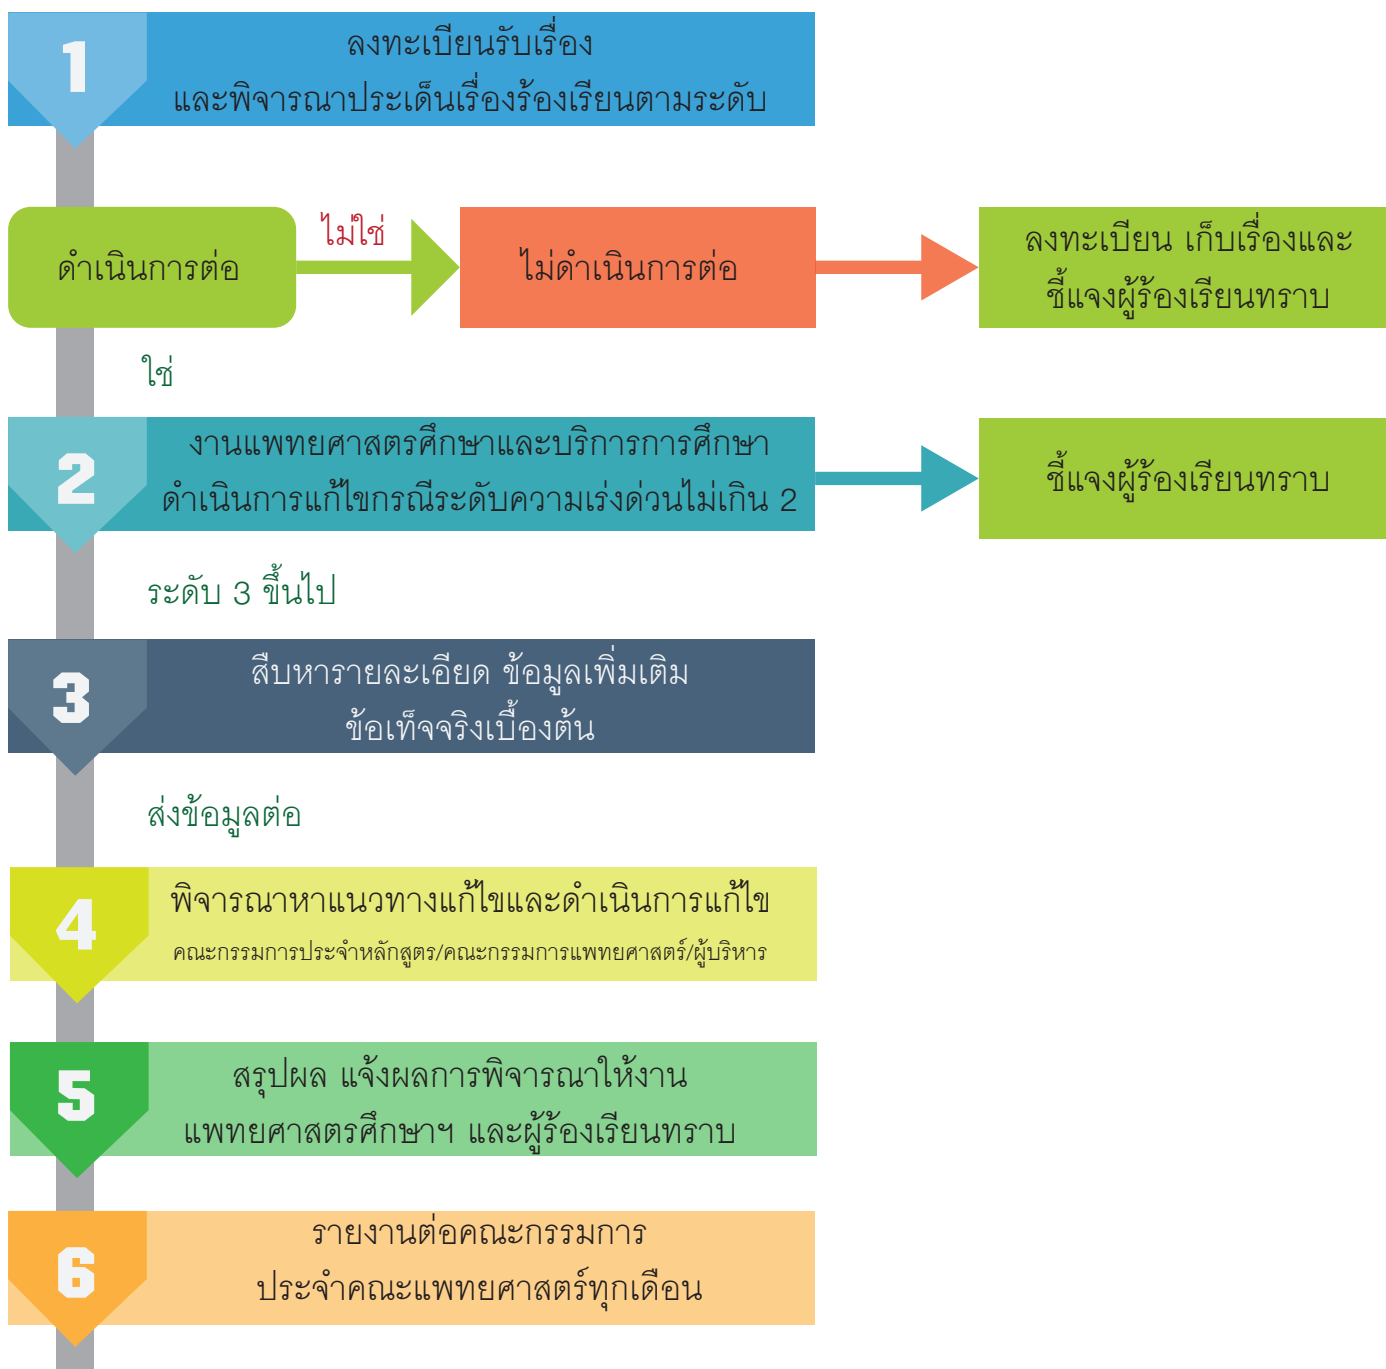 1
ลงทะเบียนรับเรื่อง
และพิจารณาประเด็นเรื่องร้องเรียนตามระดับ
ดำเนินการต่อ
ไม่ใช่
ไม่ดำเนินการต่อ
ลงทะเบียน เก็บเรื่องและ
ชี้แจงผู้ร้องเรียนทราบ
ใช่
2
งานแพทยศาสตรศึกษาและบริการการศึกษา
ดำเนินการแก้ไขกรณีระดับความเร่งด่วนไม่เกิน 2
ชี้แจงผู้ร้องเรียนทราบ
ระดับ 3 ขึ้นไป
3
สืบหารายละเอียด ข้อมูลเพิ่มเติม
ข้อเท็จจริงเบื้องต้น
ส่งข้อมูลต่อ
4
พิจารณาหาแนวทางแก้ไขและดำเนินการแก้ไข
คณะกรรมการประจำหลักสูตร/คณะกรรมการแพทยศาสตร์/ผู้บริหาร
5
สรุปผล แจ้งผลการพิจารณาให้งาน
แพทยศาสตรศึกษาฯ และผู้ร้องเรียนทราบ
6
รายงานต่อคณะกรรมการ
ประจำคณะแพทยศาสตร์ทุกเดือน